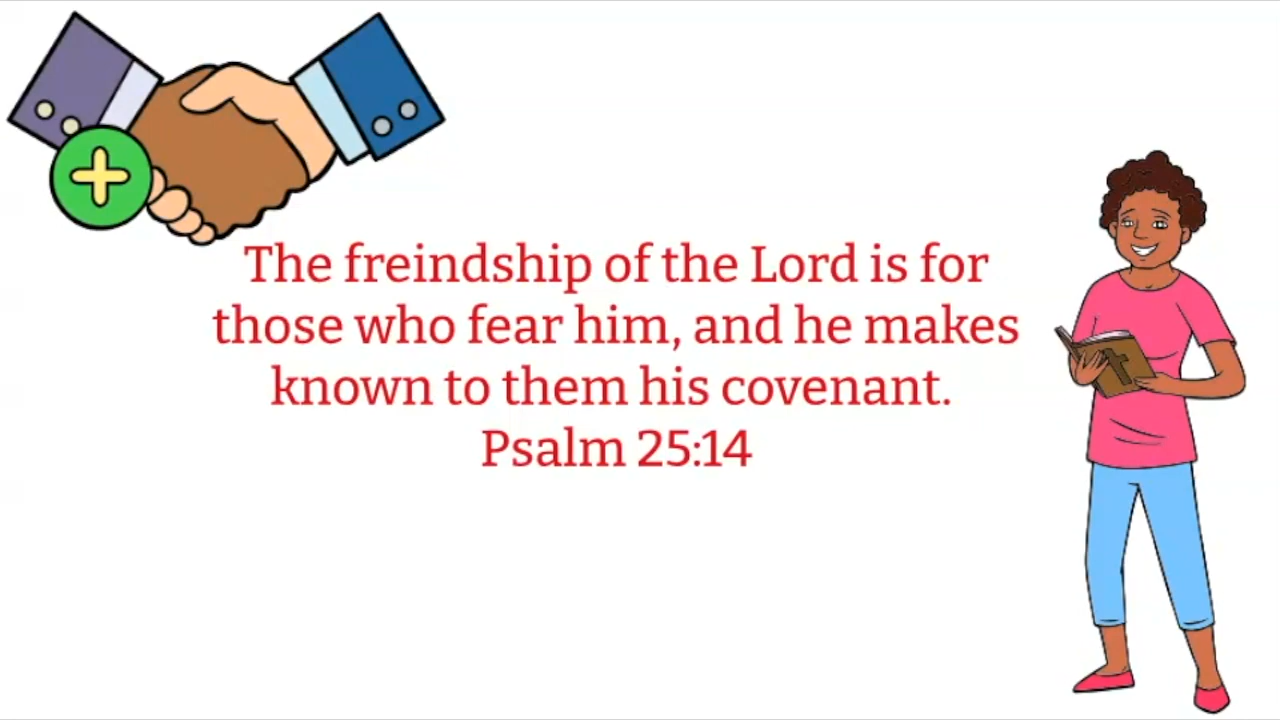 The freindship of the Lord is for
those who fear him, and he makes
known to them his covenant.
Psalm 25:14